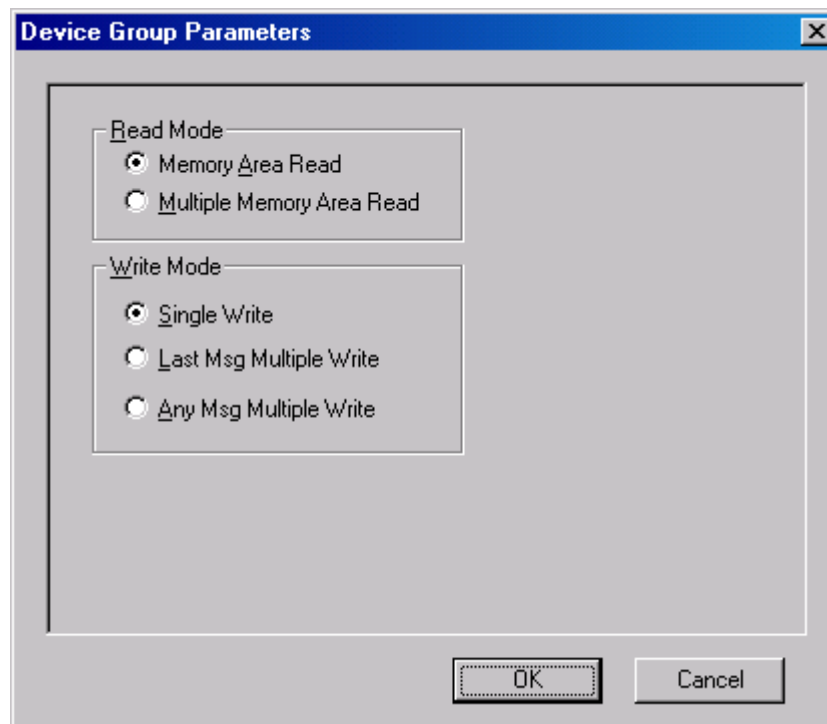 Device Group Parameters
Read Mode
Memory Area Read
Multiple Memory Area Read
Write Mode
Single Write
Last Msg Multiple Write
Any Msg Multiple Write
OK Cancel